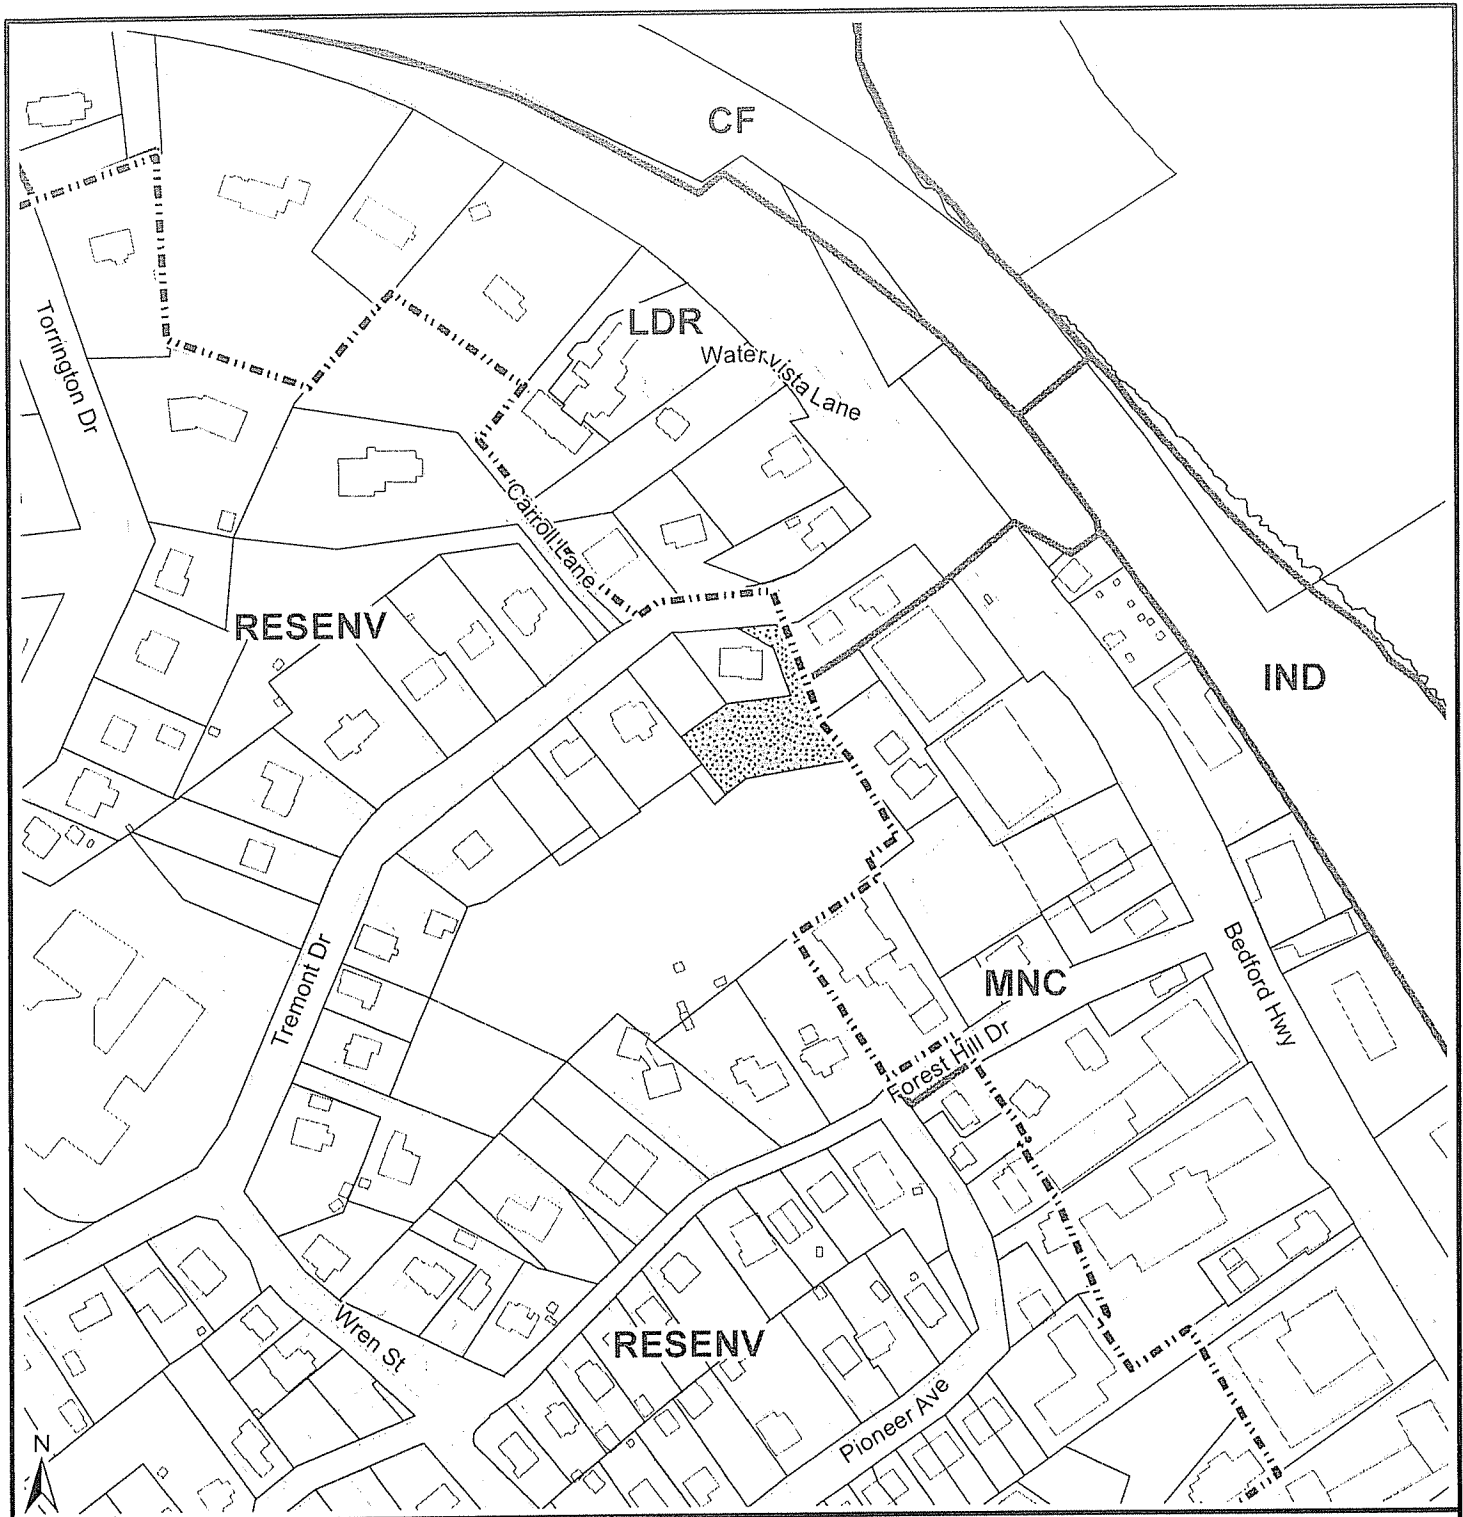 CF
LDR
Watervista Lane
Torrington Dr
Carroll Lane
RESENV
IND
Bedford Hwy
MNC
Tremont Dr
Forest Hill Dr
Wren St
RESENV
Pioneer Ave
N